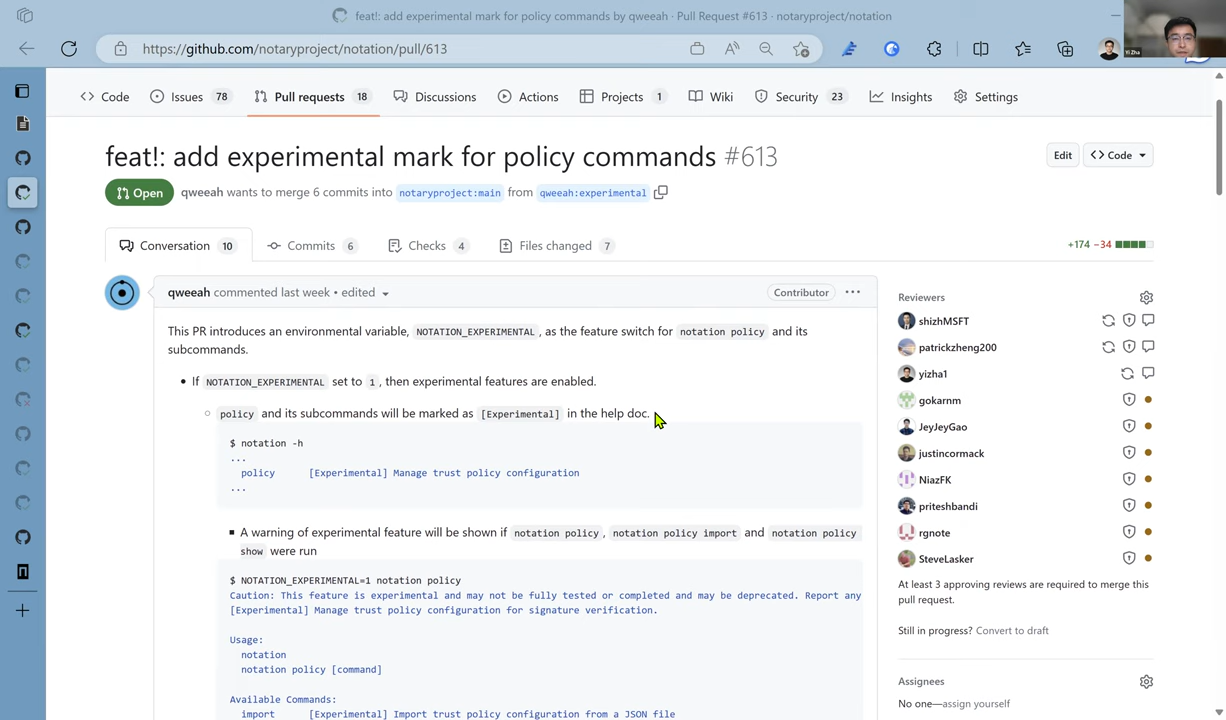 feat!: add experimental mark for policy commands by qweeah · Pull Request #613 · notaryproject/notation
https://github.com/notaryproject/notation/pull/613
Yi Zha
Code
Issues 78
Pull requests 18
Discussions
Actions
Projects 1
Wiki
Security 23
Insights
Settings
feat!: add experimental mark for policy commands #613
Edit
<> Code
Open
qweeah wants to merge 6 commits into notaryproject:main from qweeah:experimental
Conversation 10
Commits 6
Checks 4
Files changed 7
+174 −34
qweeah commented last week • edited
Contributor
This PR introduces an environmental variable, NOTATION_EXPERIMENTAL, as the feature switch for notation policy and its
subcommands.
• If NOTATION_EXPERIMENTAL set to 1, then experimental features are enabled.
○ policy and its subcommands will be marked as [Experimental] in the help doc.
$ notation -h
...
policy [Experimental] Manage trust policy configuration
...
▪ A warning of experimental feature will be shown if notation policy, notation policy import and notation policy
show were run
$ NOTATION_EXPERIMENTAL=1 notation policy
Caution: This feature is experimental and may not be fully tested or completed and may be deprecated. Report any
[Experimental] Manage trust policy configuration for signature verification.
Usage:
notation
notation policy [command]
Available Commands:
import [Experimental] Import trust policy configuration from a JSON file
Reviewers
shizhMSFT
patrickzheng200
yizha1
gokarnm
JeyJeyGao
justincormack
NiazFK
priteshbandi
rgnote
SteveLasker
At least 3 approving reviews are required to merge this
pull request.
Still in progress? Convert to draft
Assignees
No one—assign yourself